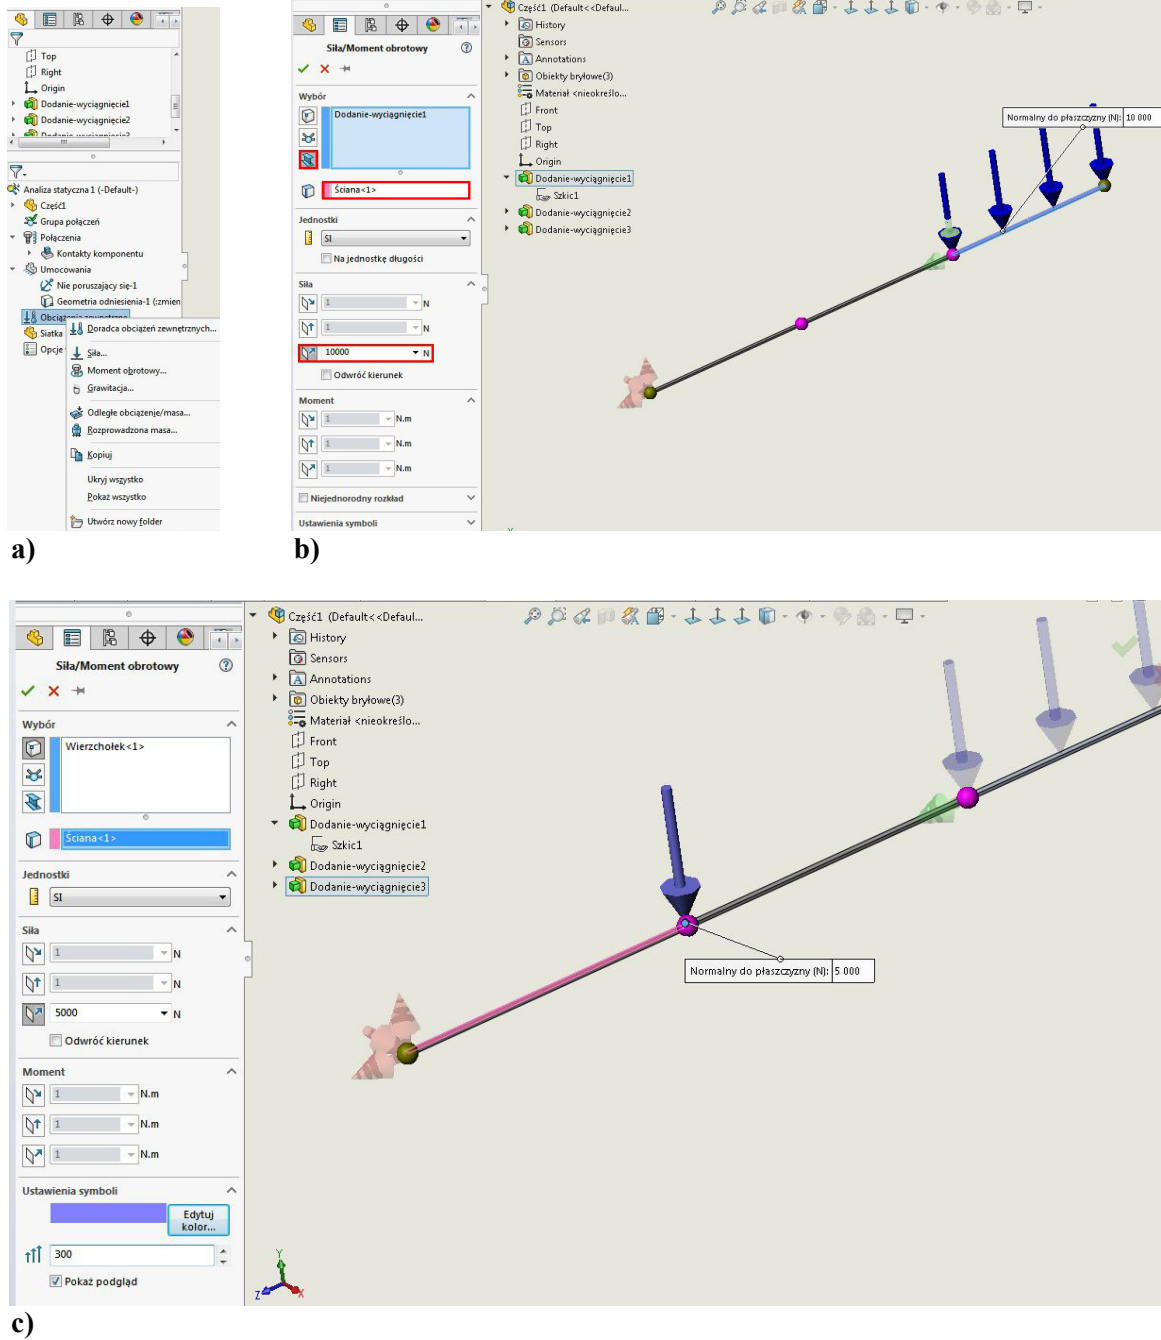 Top
Right
Origin
Dodanie-wyciągnięcie1
Dodanie-wyciągnięcie2
Analiza statyczna 1 (-Default-)
Część1
Grupa połączeń
Połączenia
Kontakty komponentu
Umocowania
Nie poruszający się-1
Geometria odniesienia-1 (zmien
Obciążenia zewnętrzne
Siatka
Opcje
Doradca obciążeń zewnętrznych...
Siła...
Moment obrotowy...
Grawitacja...
Odległe obciążenie/masa...
Rozprowadzona masa...
Kopiuj
Ukryj wszystko
Pokaż wszystko
Utwórz nowy folder
a)
Siła/Moment obrotowy
Wybór
Dodanie-wyciągnięcie1
Ściana<1>
Jednostki
SI
Na jednostkę długości
Siła
1 N
1 N
10000 N
Odwróć kierunek
Moment
1 N.m
1 N.m
1 N.m
Niejednorodny rozkład
Ustawienia symboli
Część1 (Default<<Defaul...
History
Sensors
Annotations
Obiekty bryłowe(3)
Materiał <nieokreślo...
Front
Top
Right
Origin
Dodanie-wyciągnięcie1
Szkic1
Dodanie-wyciągnięcie2
Dodanie-wyciągnięcie3
Normalny do płaszczyzny (N): 10 000
b)
Siła/Moment obrotowy
Wybór
Wierzchołek<1>
Ściana<1>
Jednostki
SI
Siła
1 N
1 N
5000 N
Odwróć kierunek
Moment
1 N.m
1 N.m
1 N.m
Ustawienia symboli
Edytuj
kolor...
300
Pokaż podgląd
Część1 (Default<<Defaul...
History
Sensors
Annotations
Obiekty bryłowe(3)
Materiał <nieokreślo...
Front
Top
Right
Origin
Dodanie-wyciągnięcie1
Szkic1
Dodanie-wyciągnięcie2
Dodanie-wyciągnięcie3
Normalny do płaszczyzny (N): 5 000
Y
Z X
c)